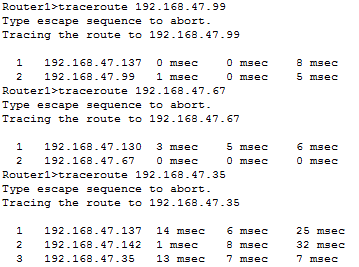 Router1>traceroute 192.168.47.99
Type escape sequence to abort.
Tracing the route to 192.168.47.99
1 192.168.47.137 0 msec 0 msec 8 msec
2 192.168.47.99 1 msec 0 msec 5 msec
Router1>traceroute 192.168.47.67
Type escape sequence to abort.
Tracing the route to 192.168.47.67
1 192.168.47.130 3 msec 5 msec 6 msec
2 192.168.47.67 0 msec 0 msec 0 msec
Router1>traceroute 192.168.47.35
Type escape sequence to abort.
Tracing the route to 192.168.47.35
1 192.168.47.137 14 msec 6 msec 25 msec
2 192.168.47.142 1 msec 8 msec 32 msec
3 192.168.47.35 13 msec 7 msec 7 msec